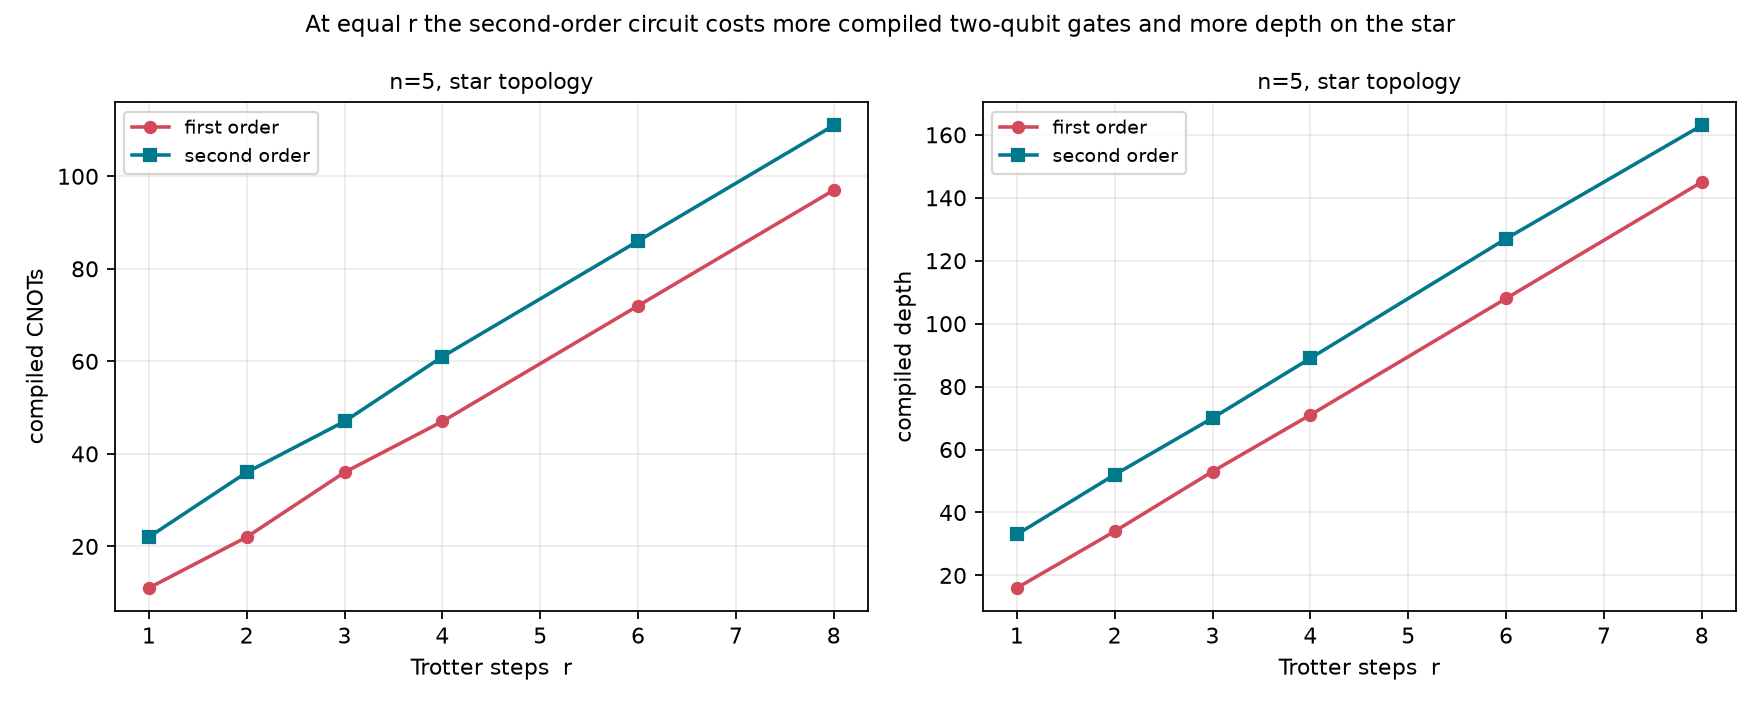 At equal r the second-order circuit costs more compiled two-qubit gates and more depth on the star
n=5, star topology
first order
second order
compiled CNOTs
100
80
60
40
20
1 2 3 4 5 6 7 8
Trotter steps r
n=5, star topology
first order
second order
compiled depth
160
140
120
100
80
60
40
20
1 2 3 4 5 6 7 8
Trotter steps r